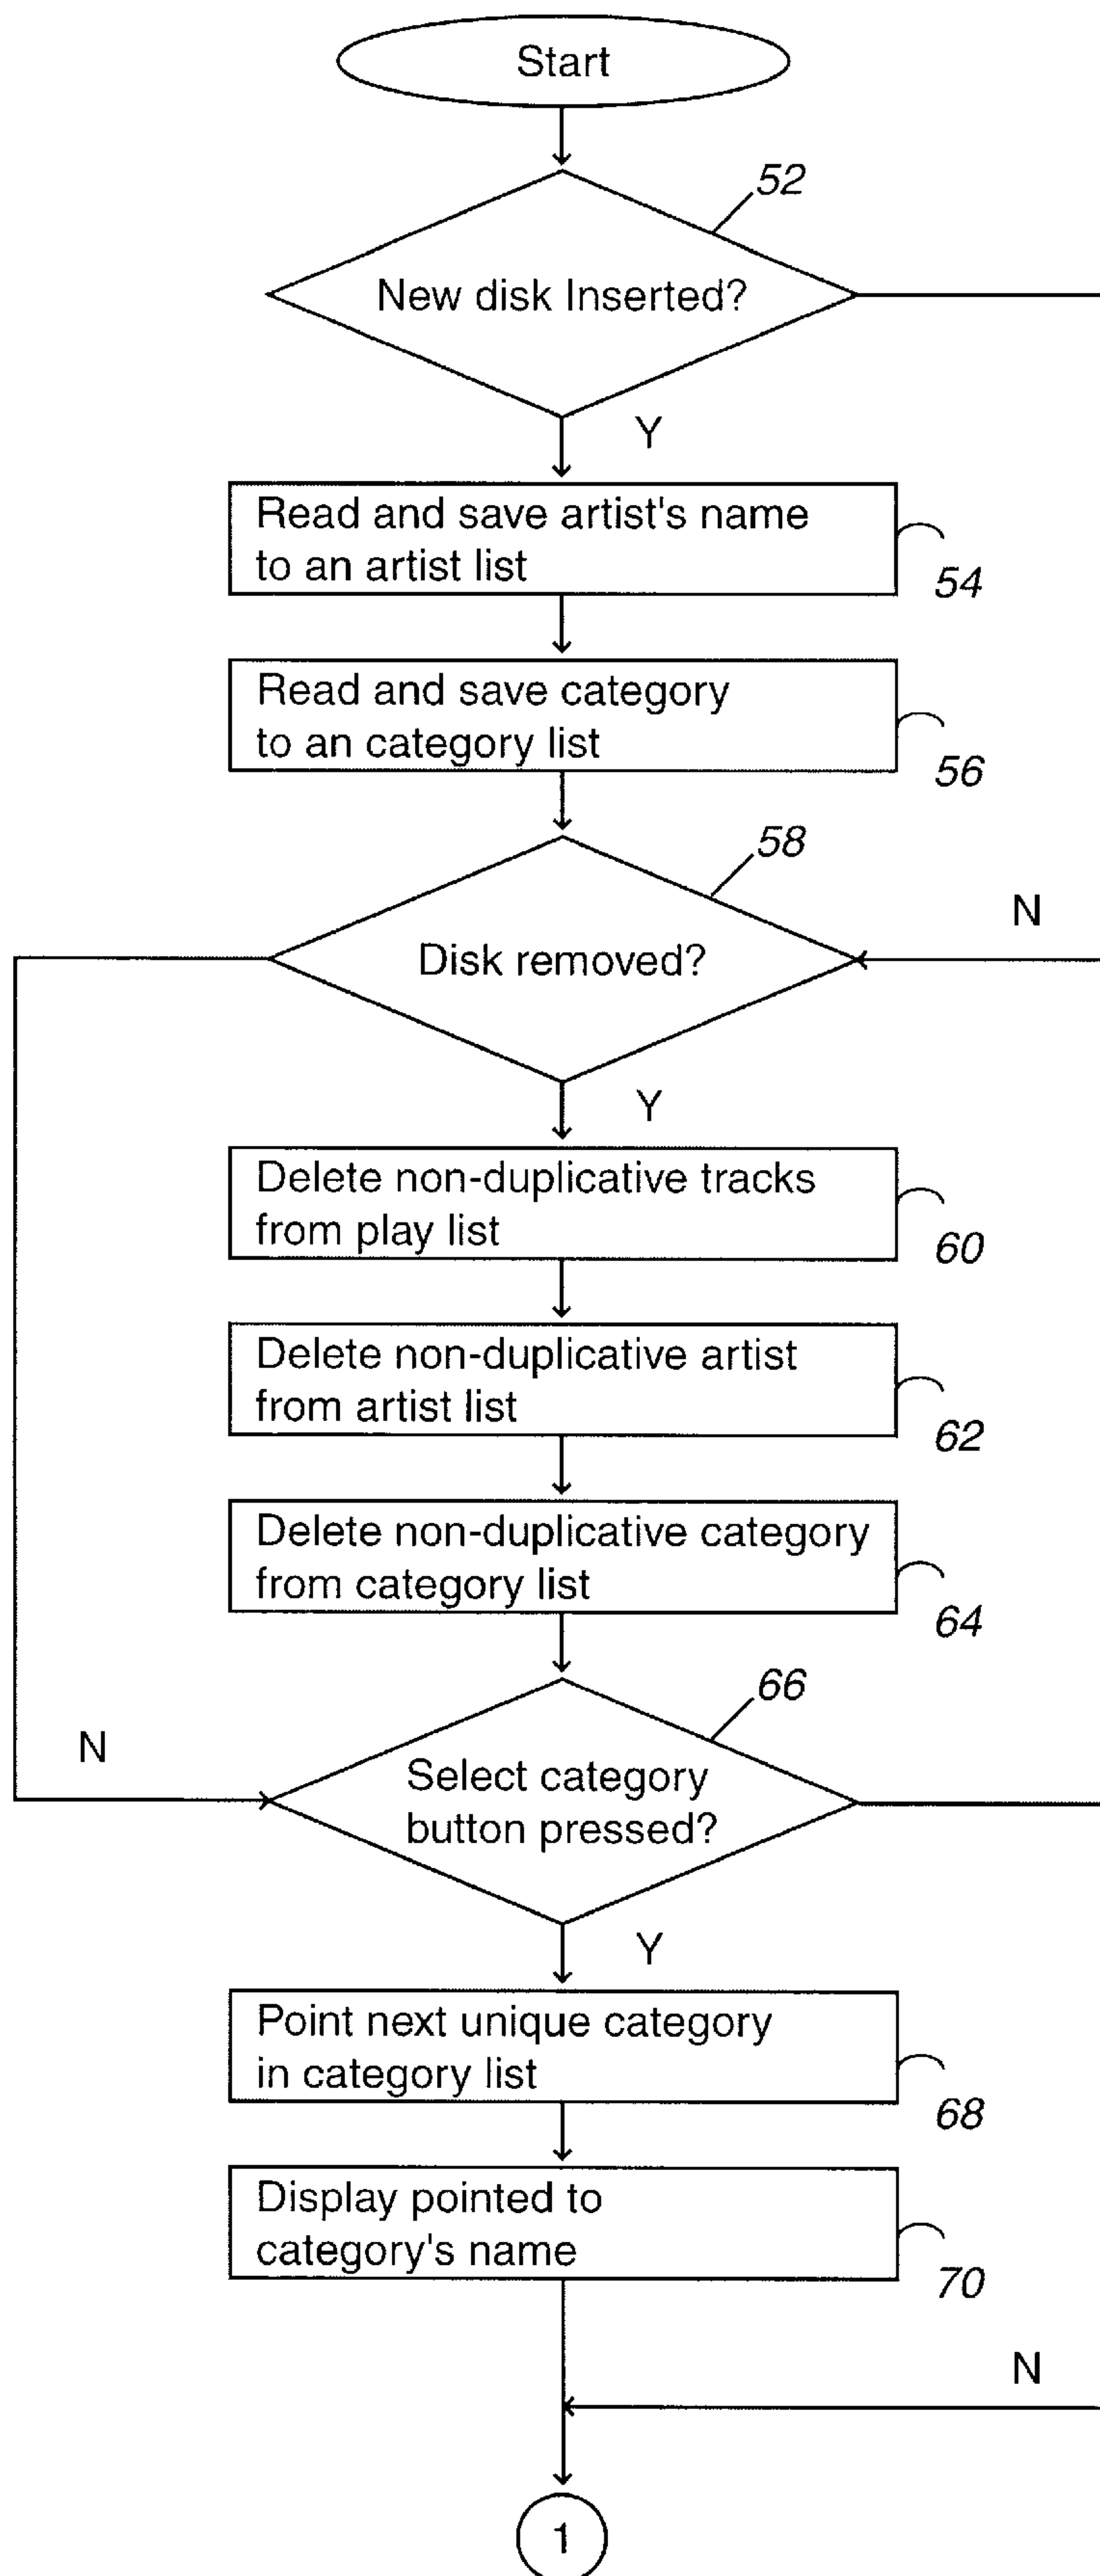 Start
52
New disk Inserted?
Y
Read and save artist's name
to an artist list
54
Read and save category
to an category list
56
58
N
Disk removed?
Y
Delete non-duplicative tracks
from play list
60
Delete non-duplicative artist
from artist list
62
Delete non-duplicative category
from category list
64
66
N
Select category
button pressed?
Y
Point next unique category
in category list
68
Display pointed to
category's name
70
N
1